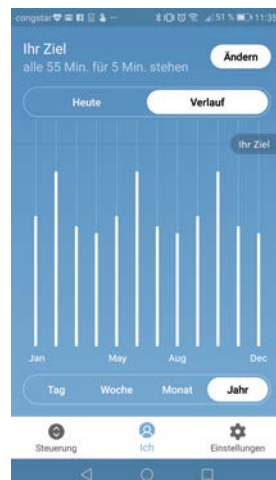 congstar 51 % 11:35
Ihr Ziel
alle 55 Min. für 5 Min. stehen
Ändern
Heute Verlauf
Ihr Ziel
Jan May Aug Dec
Tag Woche Monat Jahr
Steuerung Ich Einstellungen